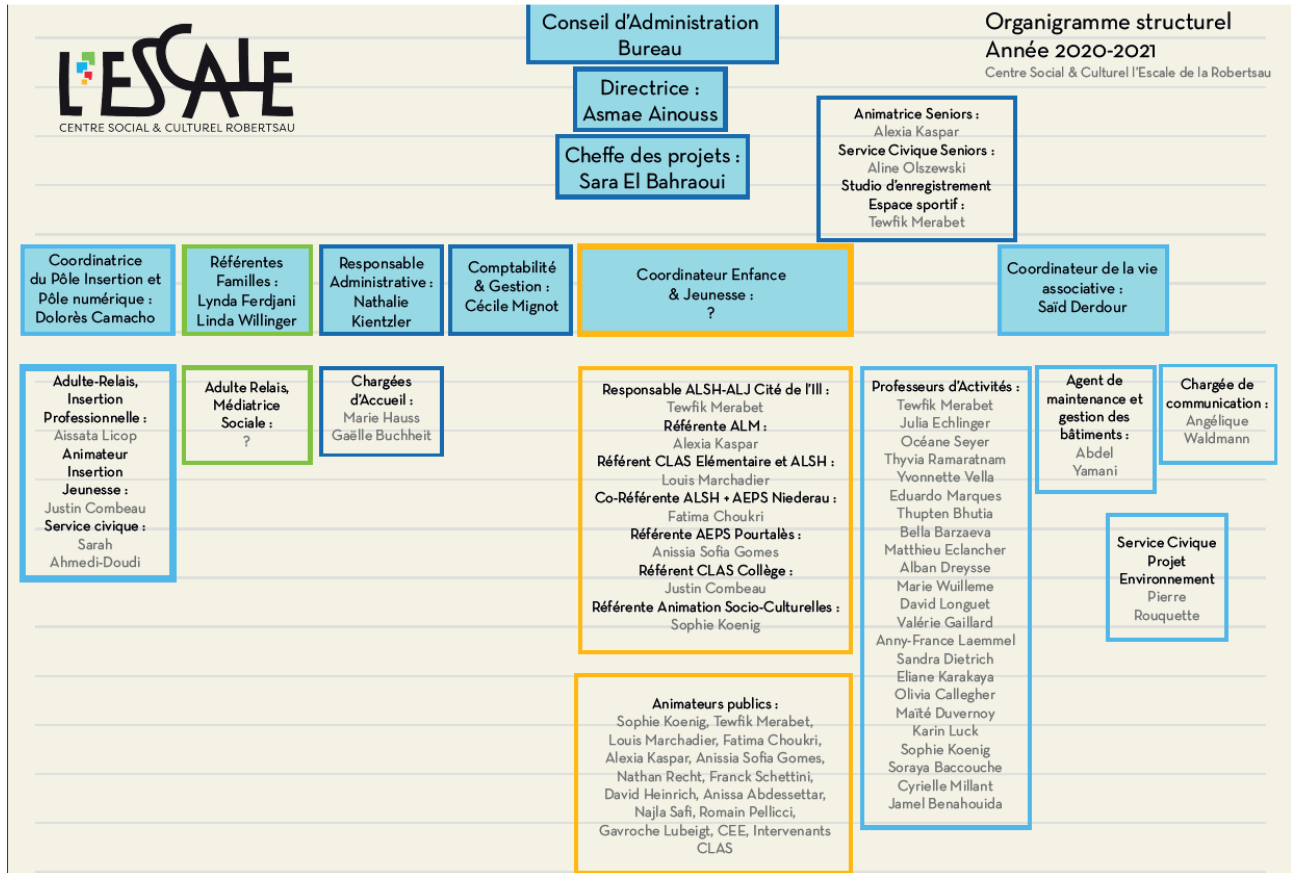 L'ESCALE
CENTRE SOCIAL & CULTUREL ROBERTSAU
Conseil d'Administration
Bureau
Directrice :
Asmae Ainouss
Cheffe des projets :
Sara El Bahraoui
Organigramme structurel
Année 2020-2021
Centre Social & Culturel l'Escale de la Robertsau
Animatrice Seniors :
Alexia Kaspar
Service Civique Seniors :
Aline Olszewski
Studio d'enregistrement
Espace sportif :
Tewfik Merabet
Coordinatrice
du Pôle Insertion et
Pôle numérique :
Dolorès Camacho
Référentes
Familles :
Lynda Ferdjani
Linda Willinger
Responsable
Administrative :
Nathalie
Kientzler
Comptabilité
& Gestion :
Cécile Mignot
Coordinateur Enfance
& Jeunesse :
?
Coordinateur de la vie
associative :
Saïd Derdour
Adulte-Relais,
Insertion
Professionnelle :
Aissata Licop
Animateur
Insertion
Jeunesse :
Justin Combeau
Service civique :
Sarah
Ahmedi-Doudi
Adulte Relais,
Médiatrice
Sociale :
?
Chargées
d'Accueil :
Marie Hauss
Gaëlle Buchheit
Responsable ALSH-ALJ Cité de l'Ill :
Tewfik Merabet
Référente ALM :
Alexia Kaspar
Référent CLAS Elémentaire et ALSH :
Louis Marchadier
Co-Référente ALSH + AEPS Niederau :
Fatima Choukri
Référente AEPS Pourtalès :
Anissia Sofia Gomes
Référent CLAS Collège :
Justin Combeau
Référente Animation Socio-Culturelles :
Sophie Koenig
Animateurs publics :
Sophie Koenig, Tewfik Merabet,
Louis Marchadier, Fatima Choukri,
Alexia Kaspar, Anissia Sofia Gomes,
Nathan Recht, Franck Schettini,
David Heinrich, Anissa Abdessettar,
Najla Safi, Romain Pellicci,
Gavroche Lubeigt, CEE, Intervenants
CLAS
Professeurs d'Activités :
Tewfik Merabet
Julia Echlinger
Océane Seyer
Thyvia Ramaratnam
Yvonnette Vella
Eduardo Marques
Thupten Bhutia
Bella Barzaeva
Matthieu Eclancher
Alban Dreysse
Marie Wuilleme
David Longuet
Valérie Gaillard
Anny-France Laemmel
Sandra Dietrich
Eliane Karakaya
Olivia Callegher
Maïté Duvernoy
Karin Luck
Sophie Koenig
Soraya Baccouche
Cyrielle Millant
Jamel Benahouida
Agent de
maintenance et
gestion des
bâtiments :
Abdel
Yamani
Chargée de
communication :
Angélique
Waldmann
Service Civique
Projet
Environnement
Pierre
Rouquette